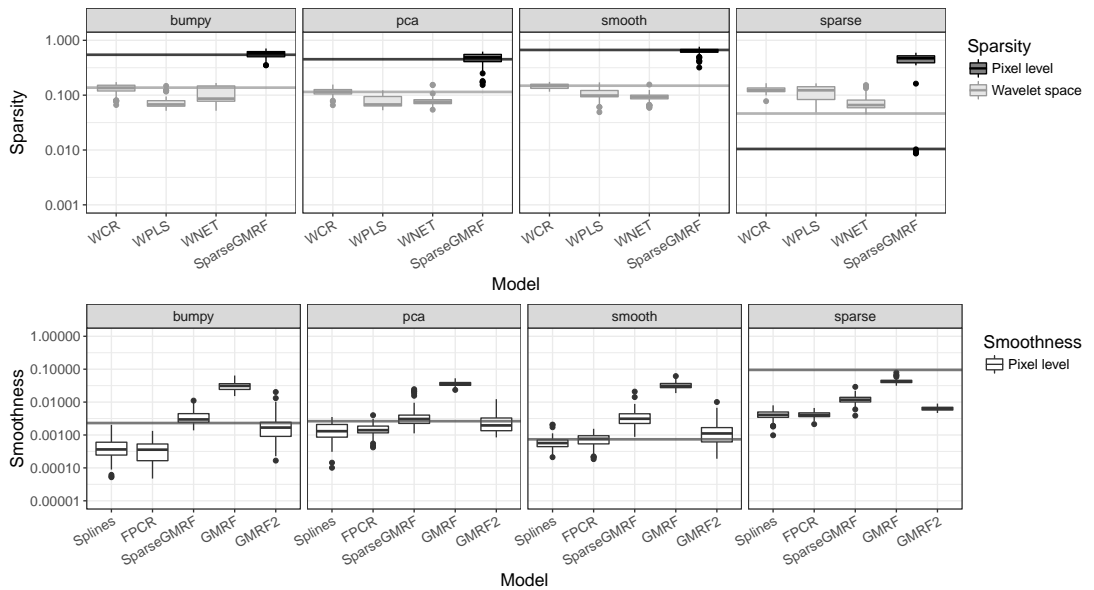 bumpy pca smooth sparse
1.000
0.100
0.010
0.001
Sparsity
Sparsity
Pixel level
Wavelet space
WCR WPLS WNET SparseGMRF WCR WPLS WNET SparseGMRF WCR WPLS WNET SparseGMRF WCR WPLS WNET SparseGMRF
Model
bumpy pca smooth sparse
1.00000
0.10000
0.01000
0.00100
0.00010
0.00001
Smoothness
Smoothness
Pixel level
Splines FPCR SparseGMRF GMRF GMRF2 Splines FPCR SparseGMRF GMRF GMRF2 Splines FPCR SparseGMRF GMRF GMRF2 Splines FPCR SparseGMRF GMRF GMRF2
Model